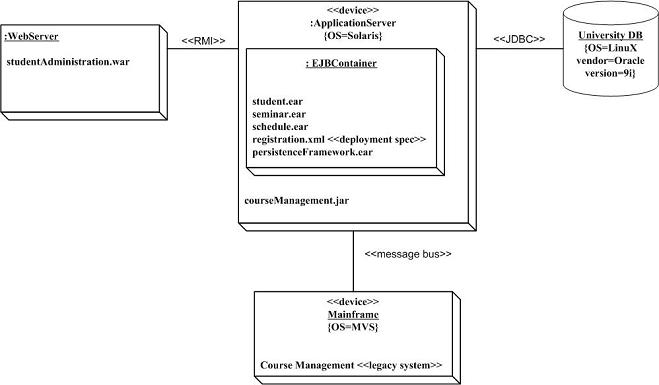 :WebServer
studentAdministration.war
<<RMI>>
<<device>>
:ApplicationServer
{OS=Solaris}
: EJBContainer
student.ear
seminar.ear
schedule.ear
registration.xml <<deployment spec>>
persistenceFramework.ear
courseManagement.jar
<<JDBC>>
University DB
{OS=LinuX
vendor=Oracle
version=9i}
<<message bus>>
<<device>>
Mainframe
{OS=MVS}
Course Management <<legacy system>>